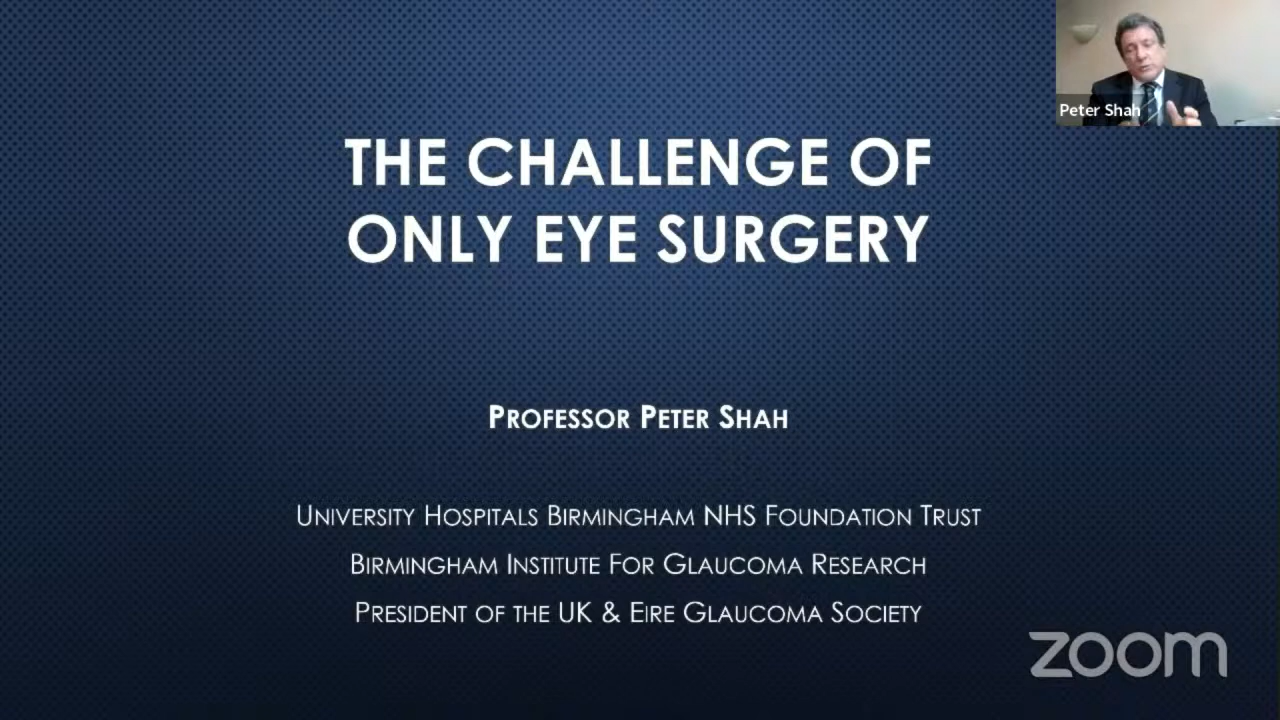 Peter Shah
THE CHALLENGE OF
ONLY EYE SURGERY
PROFESSOR PETER SHAH
UNIVERSITY HOSPITALS BIRMINGHAM NHS FOUNDATION TRUST
BIRMINGHAM INSTITUTE FOR GLAUCOMA RESEARCH
PRESIDENT OF THE UK & EIRE GLAUCOMA SOCIETY
zoom